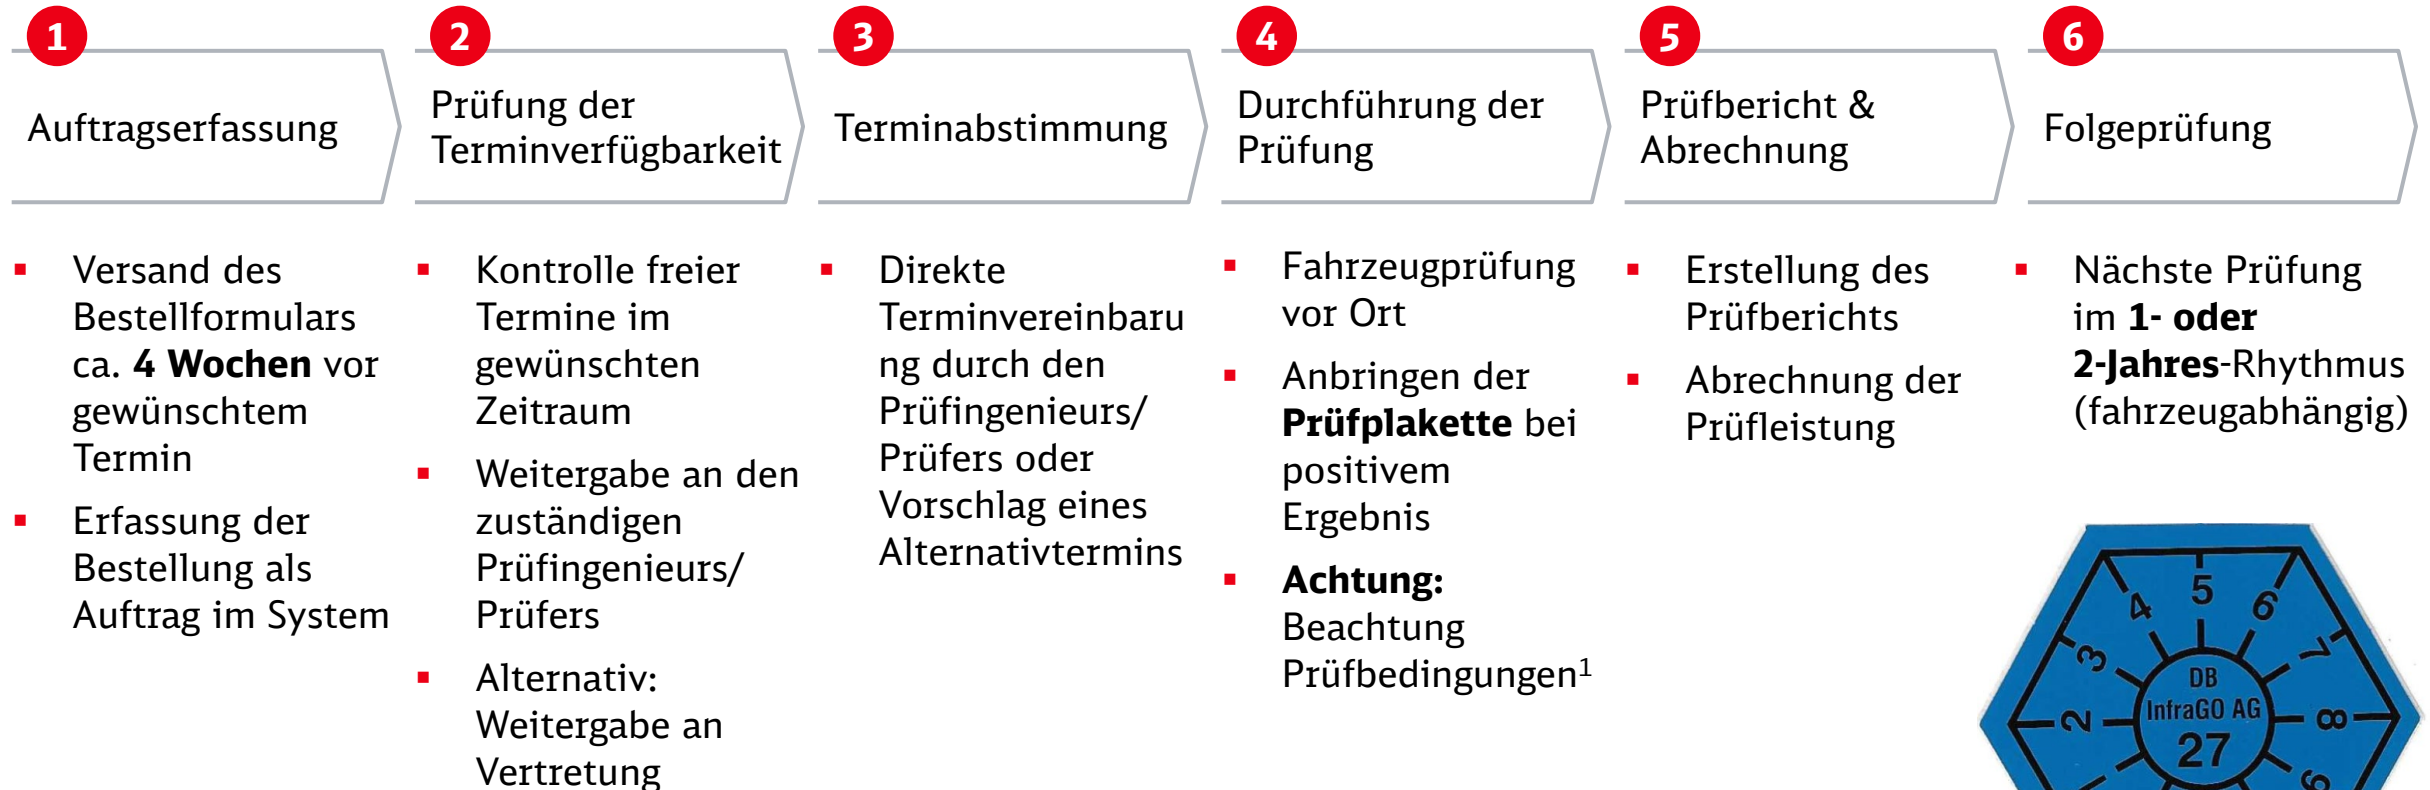 1
Auftragserfassung
▪ Versand des
Bestellformulars
ca. 4 Wochen vor
gewünschtem
Termin
▪ Erfassung der
Bestellung als
Auftrag im System
2
Prüfung der
Terminverfügbarkeit
▪ Kontrolle freier
Termine im
gewünschten
Zeitraum
▪ Weitergabe an den
zuständigen
Prüfingenieurs/
Prüfers
▪ Alternativ:
Weitergabe an
Vertretung
3
Terminabstimmung
▪ Direkte
Terminvereinbaru
ng durch den
Prüfingenieurs/
Prüfers oder
Vorschlag eines
Alternativtermins
4
Durchführung der
Prüfung
▪ Fahrzeugprüfung
vor Ort
▪ Anbringen der
Prüfplakette bei
positivem
Ergebnis
▪ Achtung:
Beachtung
Prüfbedingungen¹
5
Prüfbericht &
Abrechnung
▪ Erstellung des
Prüfberichts
▪ Abrechnung der
Prüfleistung
6
Folgeprüfung
▪ Nächste Prüfung
im 1- oder
2-Jahres-Rhythmus
(fahrzeugabhängig)
2 3 4 5 6 7 8 9
DB
InfraGO AG
27